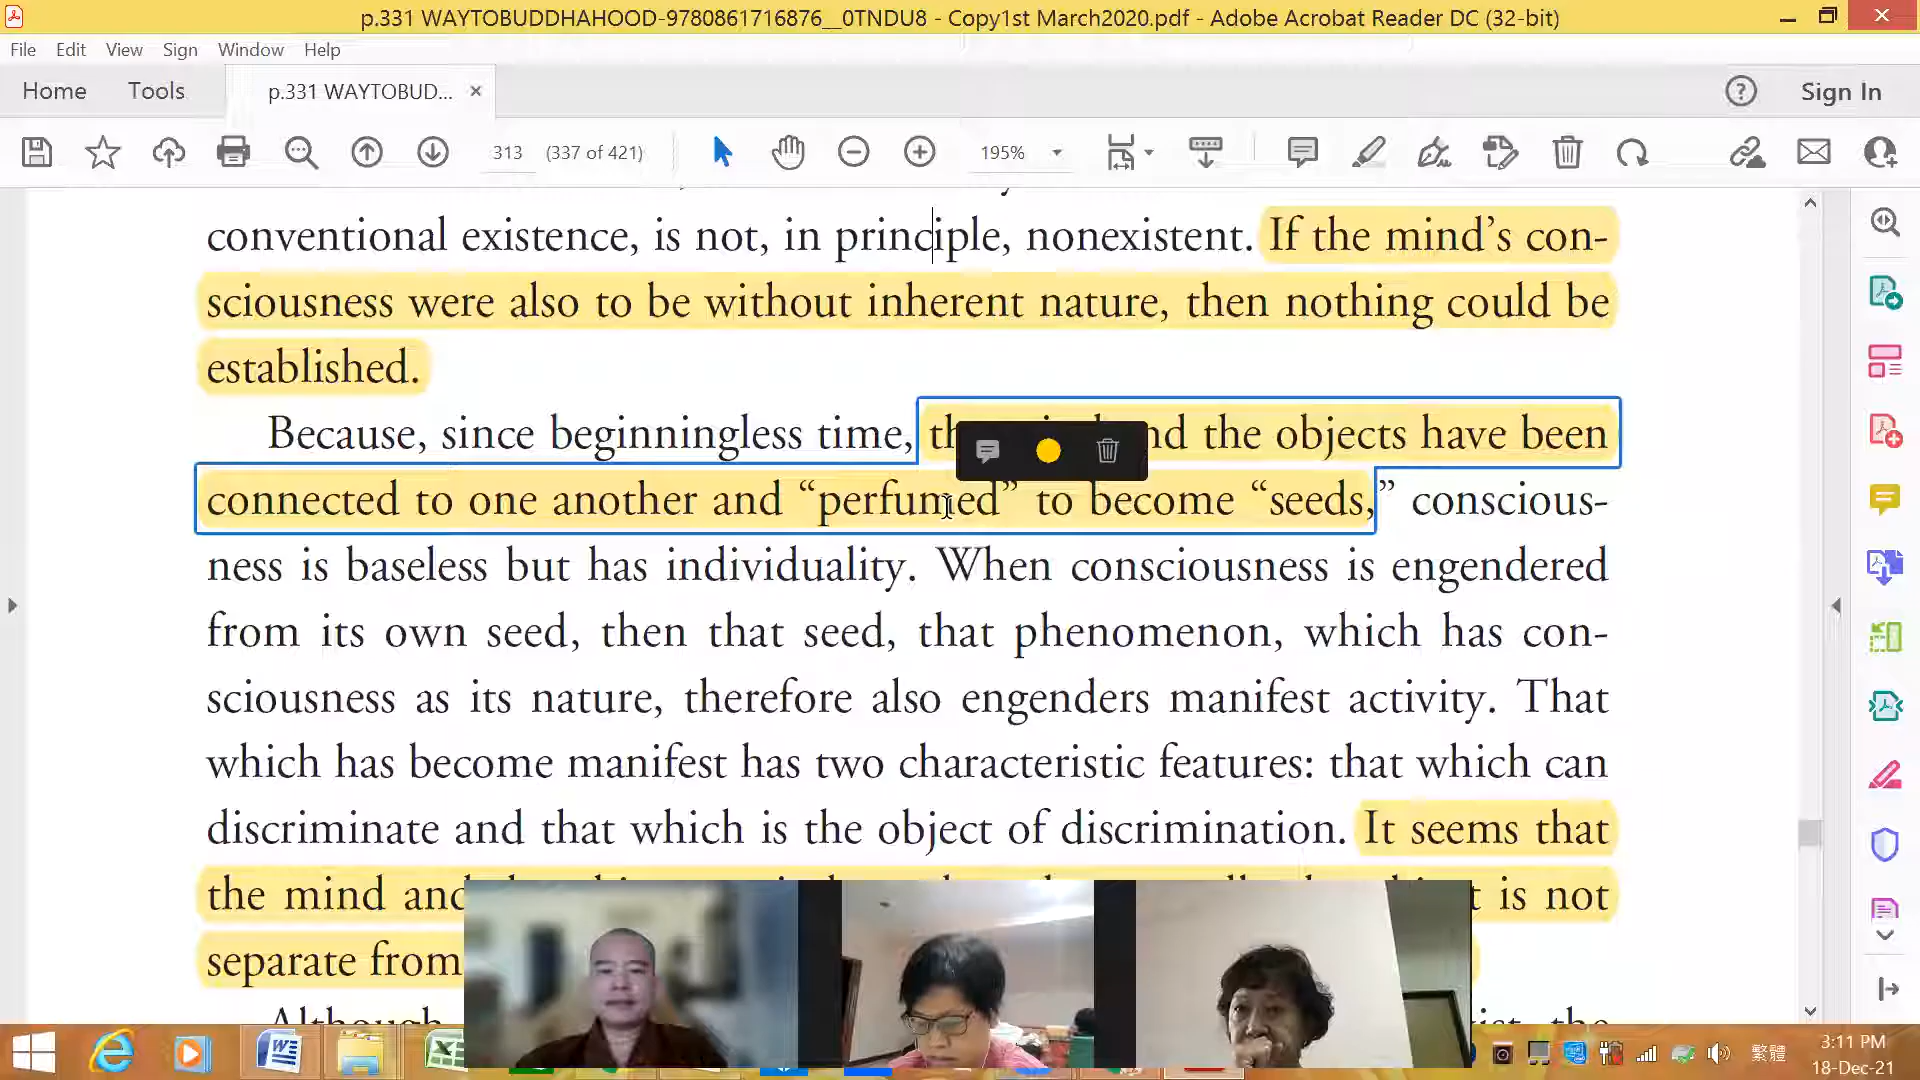 p.331 WAYTOBUDDHAHOOD-9780861716876__0TNDU8 - Copy1st March2020.pdf - Adobe Acrobat Reader DC (32-bit)
File Edit View Sign Window Help
Home Tools p.331 WAYTOBUD... Sign In
313 (337 of 421) 195%
conventional existence, is not, in principle, nonexistent. If the mind’s con-
sciousness were also to be without inherent nature, then nothing could be
established.
Because, since beginningless time, the objects have been
connected to one another and “perfumed” to become “seeds,” conscious-
ness is baseless but has individuality. When consciousness is engendered
from its own seed, then that seed, that phenomenon, which has con-
sciousness as its nature, therefore also engenders manifest activity. That
which has become manifest has two characteristic features: that which can
discriminate and that which is the object of discrimination. It seems that
the mind and is not
separate from
Although the
3:11 PM
繁體
18-Dec-21